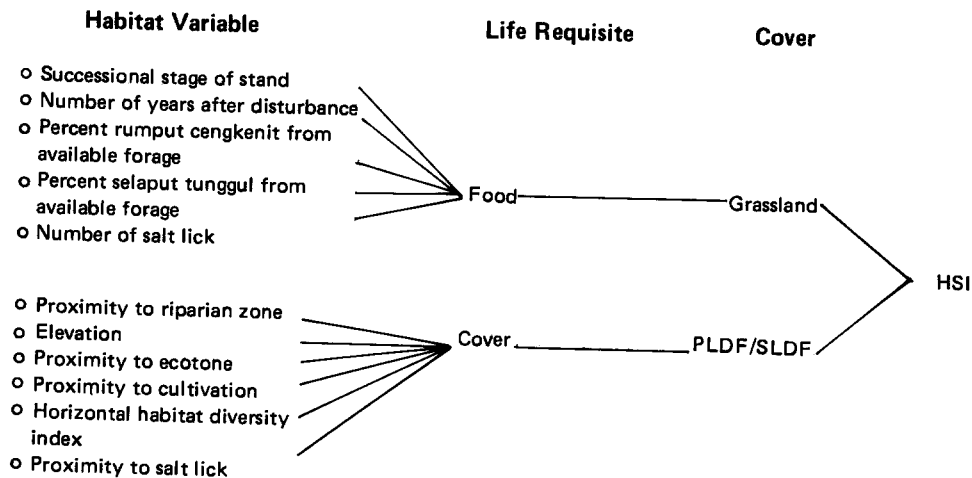 Habitat Variable Life Requisite Cover
o Successional stage of stand
o Number of years after disturbance
o Percent rumput cengkenit from
available forage
o Percent selaput tunggul from
available forage
o Number of salt lick
Food Grassland
HSI
o Proximity to riparian zone
o Elevation
o Proximity to ecotone
o Proximity to cultivation
o Horizontal habitat diversity
index
o Proximity to salt lick
Cover PLDF/SLDF